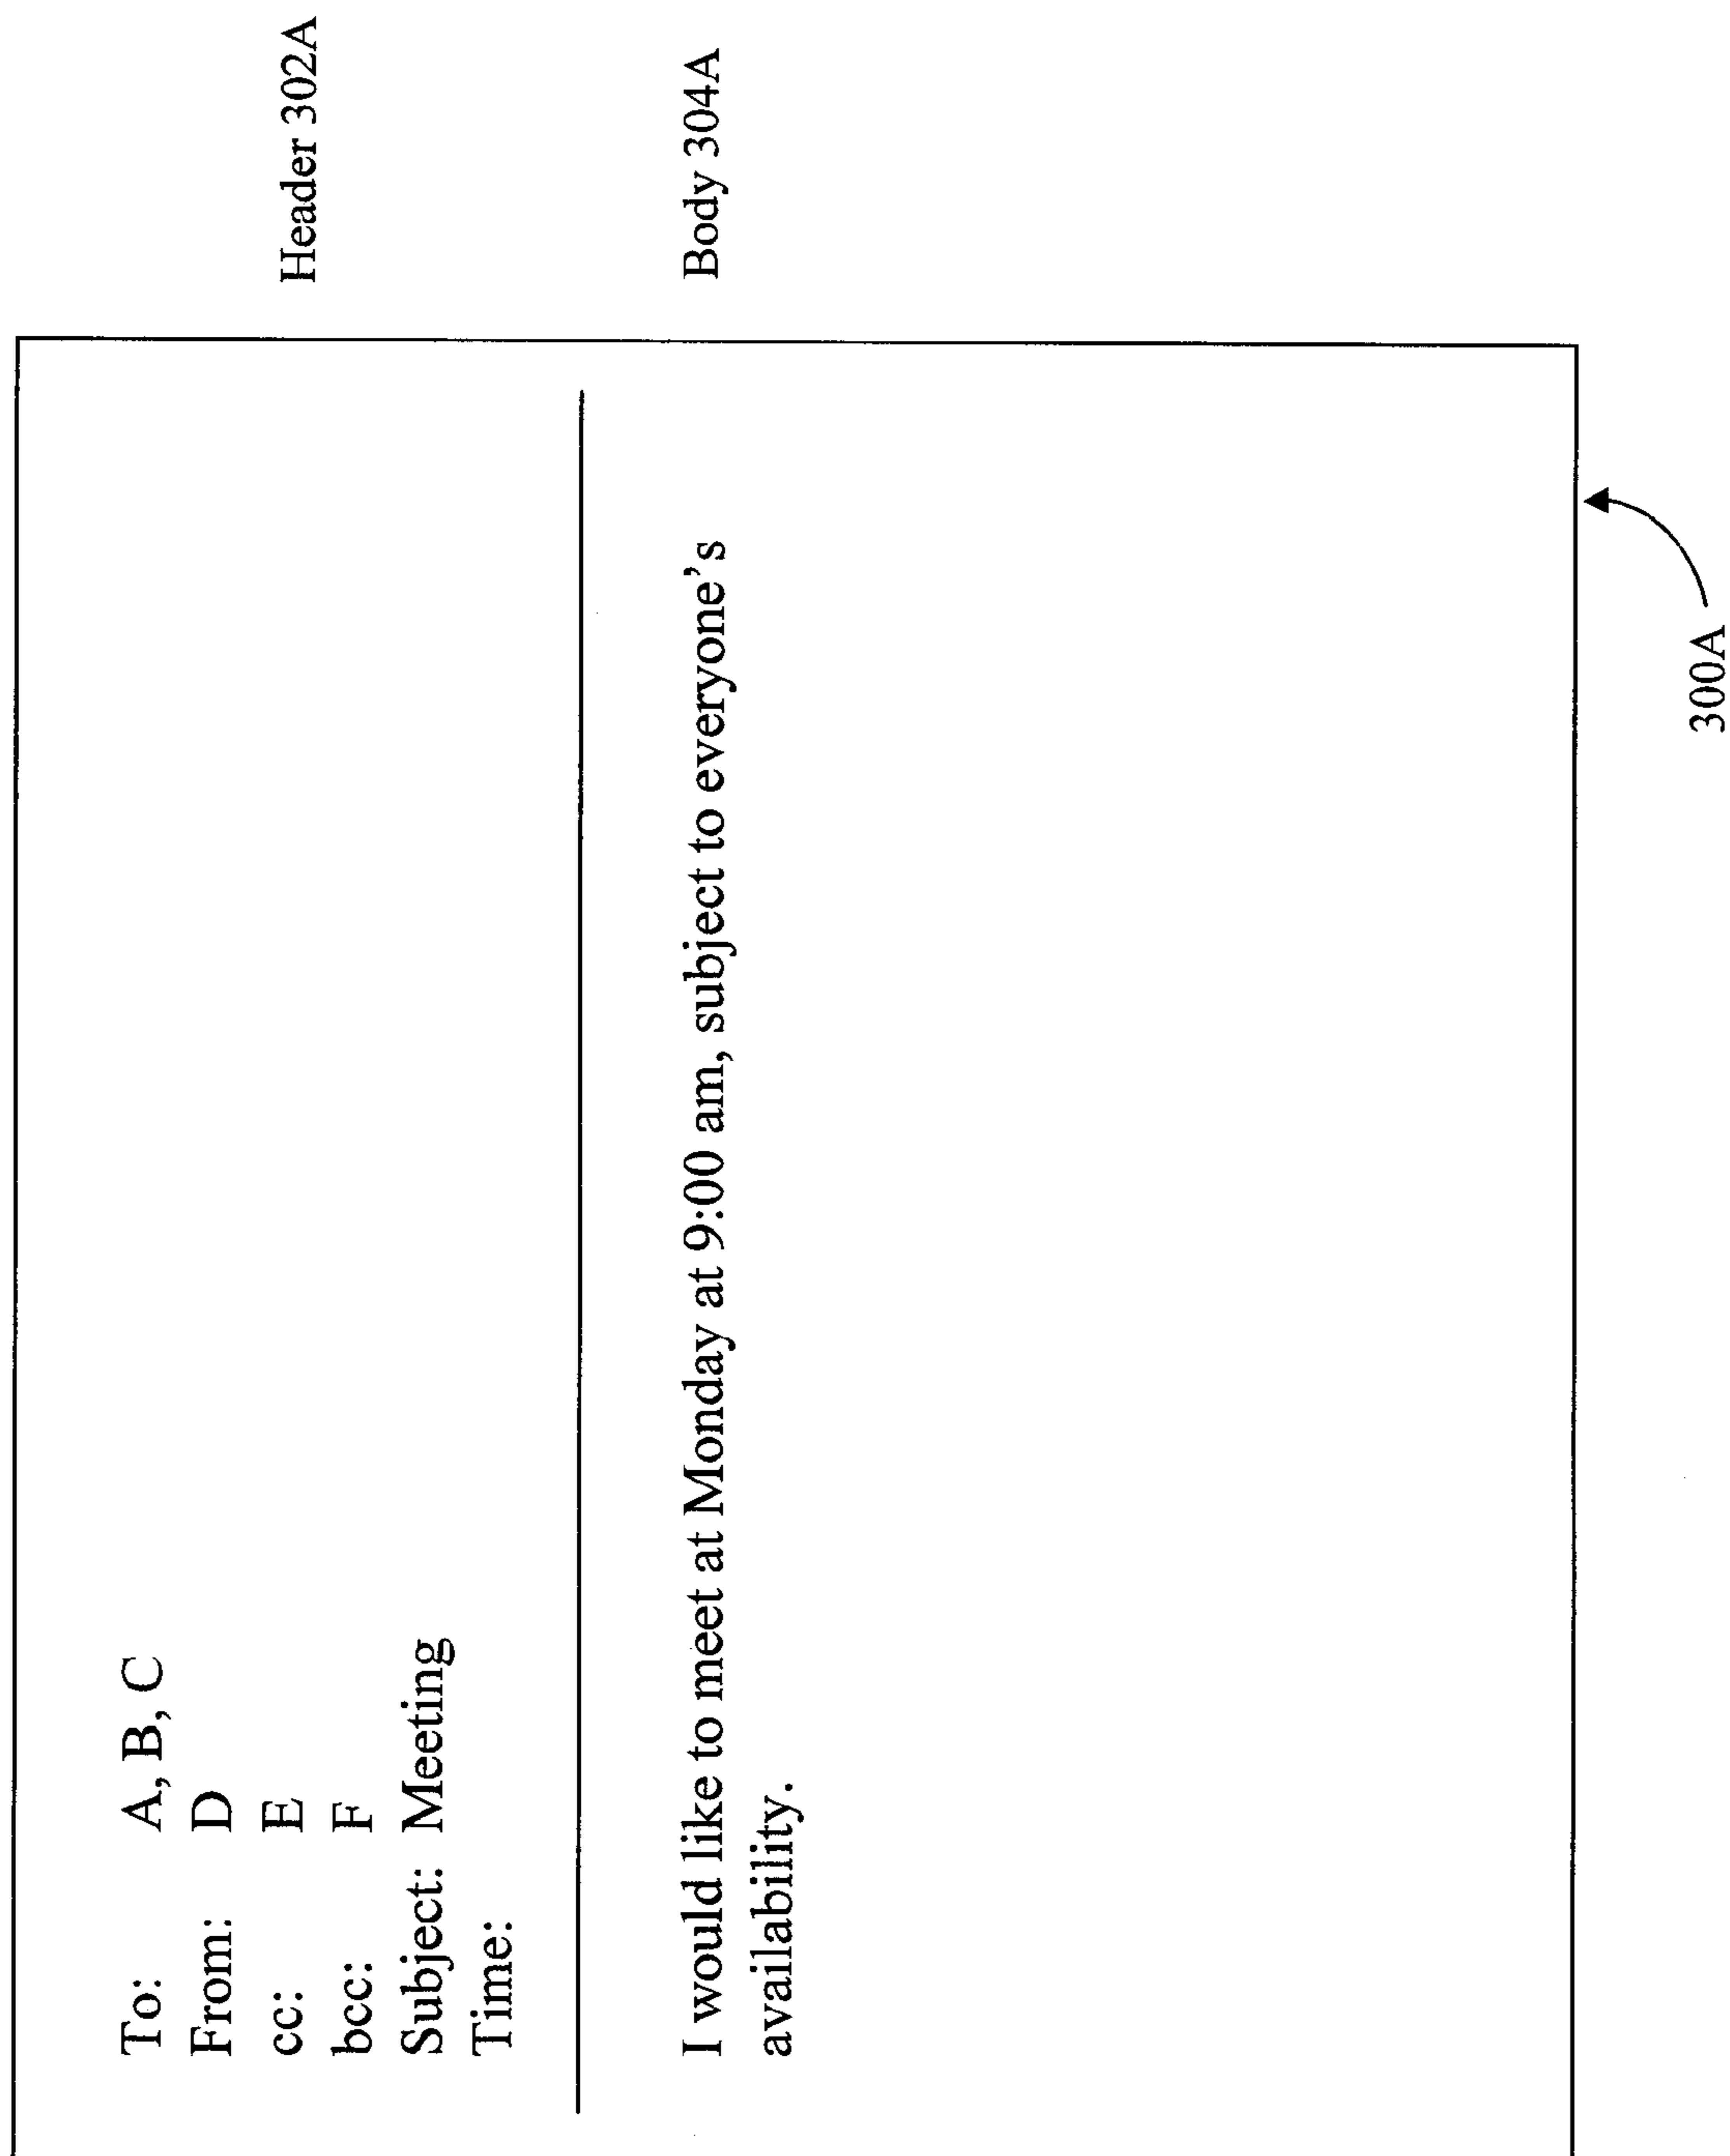 To: A, B, C
From: D
cc: E
bcc: F
Subject: Meeting
Time:
Header 302A
I would like to meet at Monday at 9:00 am, subject to everyone's
availability.
Body 304A
300A